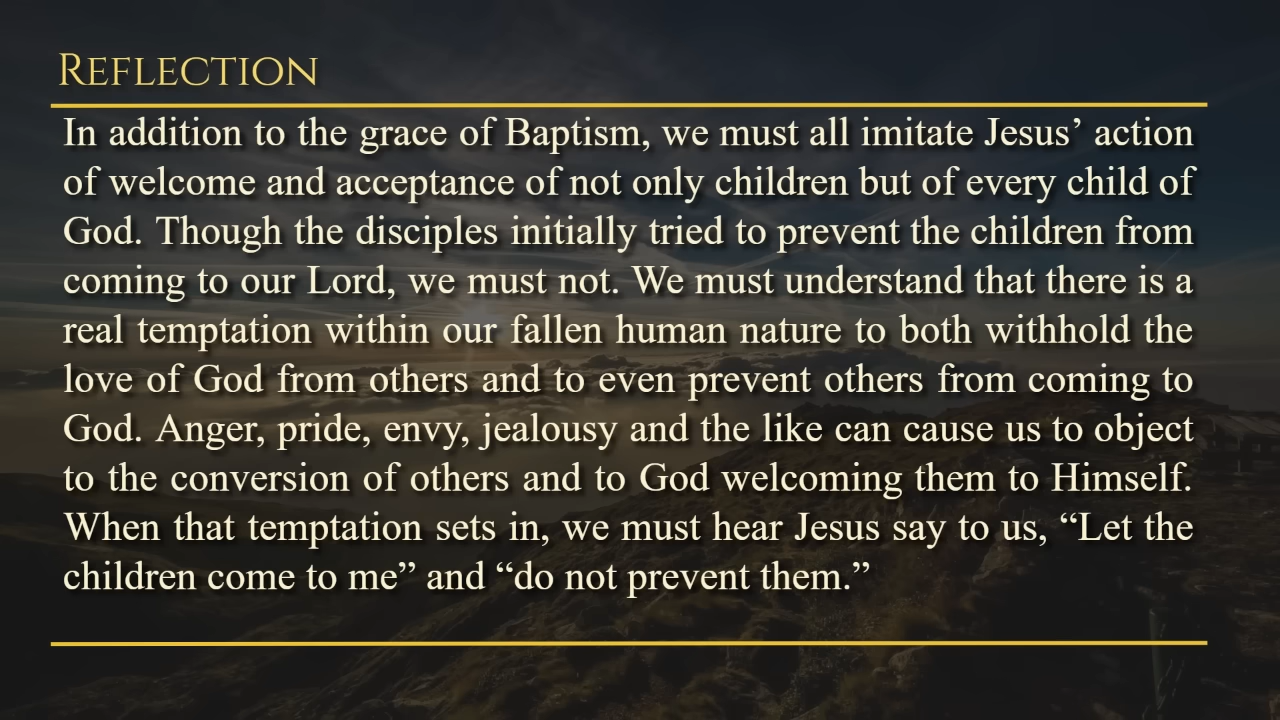 REFLECTION
In addition to the grace of Baptism, we must all imitate Jesus’ action
of welcome and acceptance of not only children but of every child of
God. Though the disciples initially tried to prevent the children from
coming to our Lord, we must not. We must understand that there is a
real temptation within our fallen human nature to both withhold the
love of God from others and to even prevent others from coming to
God. Anger, pride, envy, jealousy and the like can cause us to object
to the conversion of others and to God welcoming them to Himself.
When that temptation sets in, we must hear Jesus say to us, “Let the
children come to me” and “do not prevent them.”